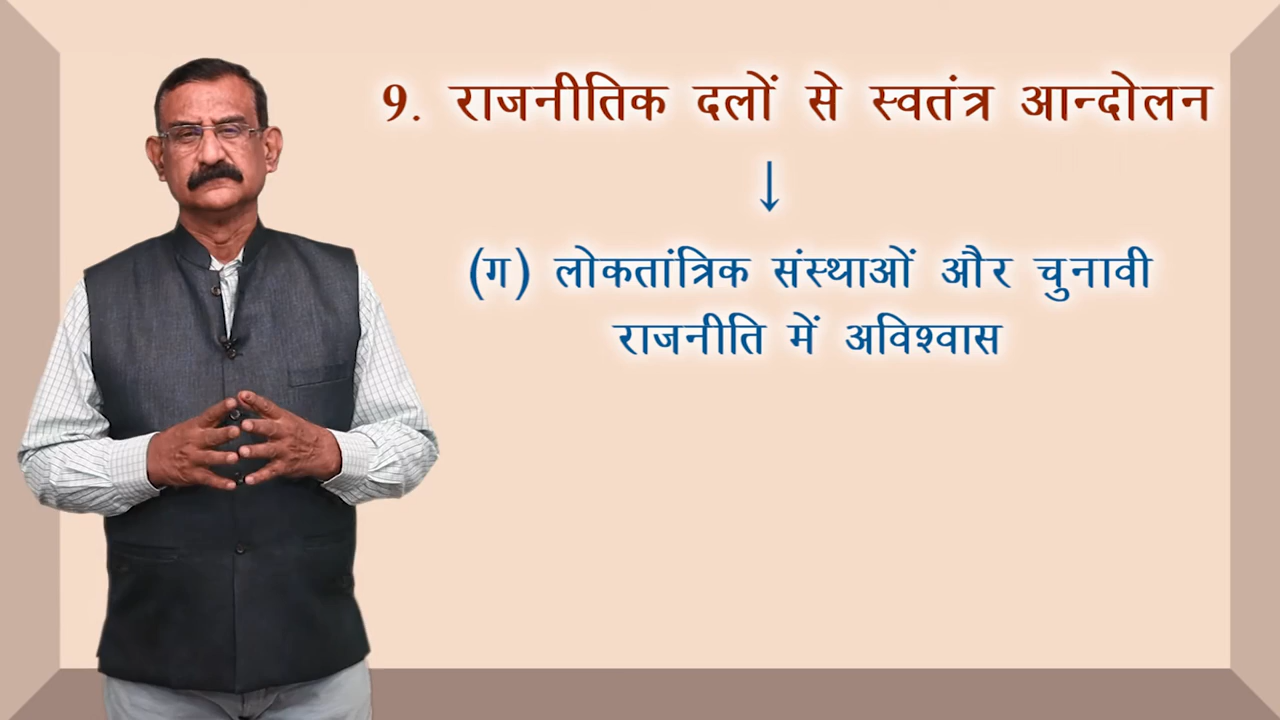 9. राजनीतिक दलों से स्वतंत्र आन्दोलन
↓
(ग) लोकतांत्रिक संस्थाओं और चुनावी
राजनीति में अविश्वास